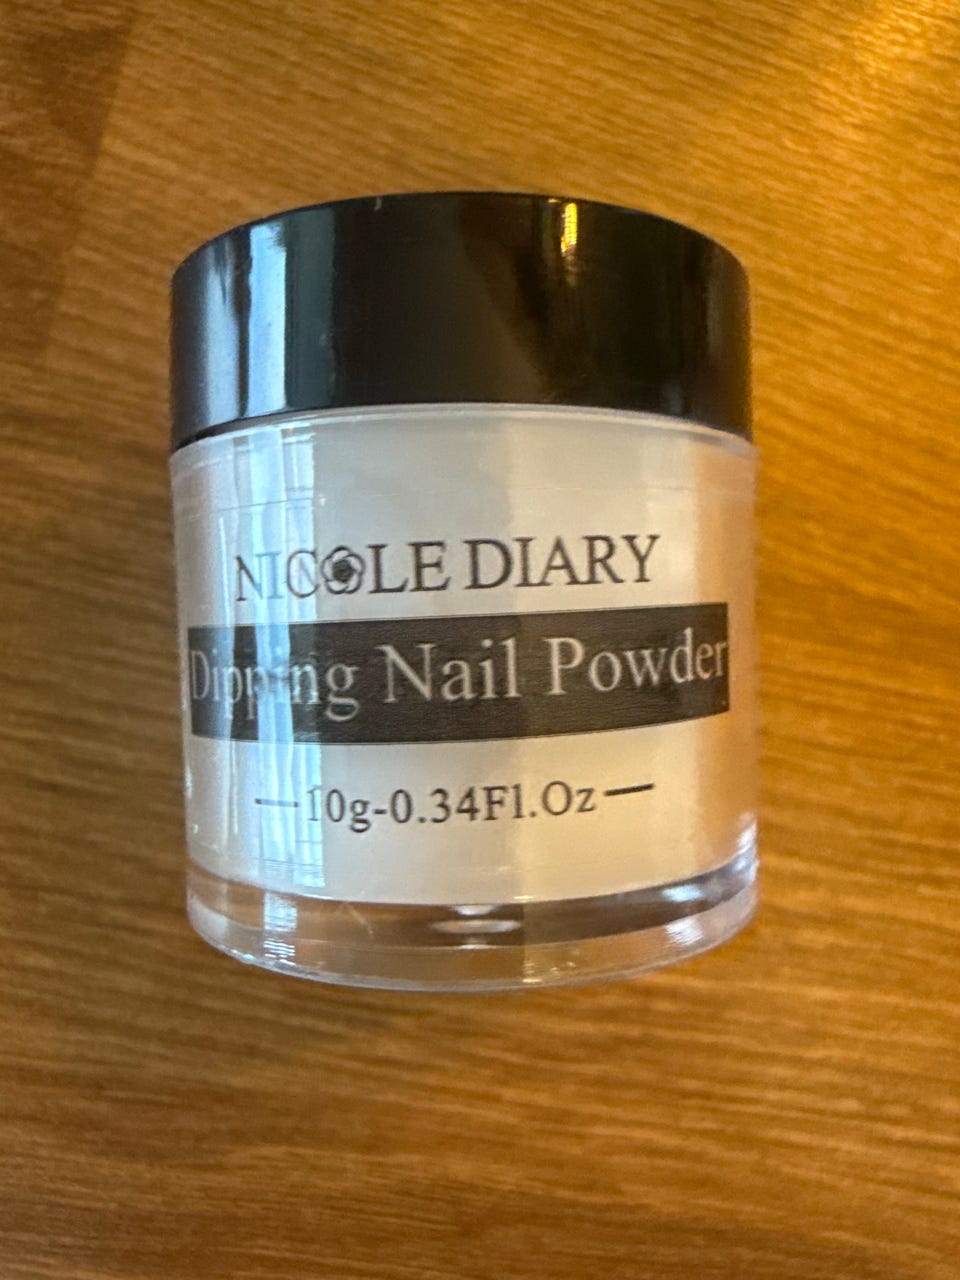 NICOLE DIARY
Dipping Nail Powder
10g-0.34Fl.Oz